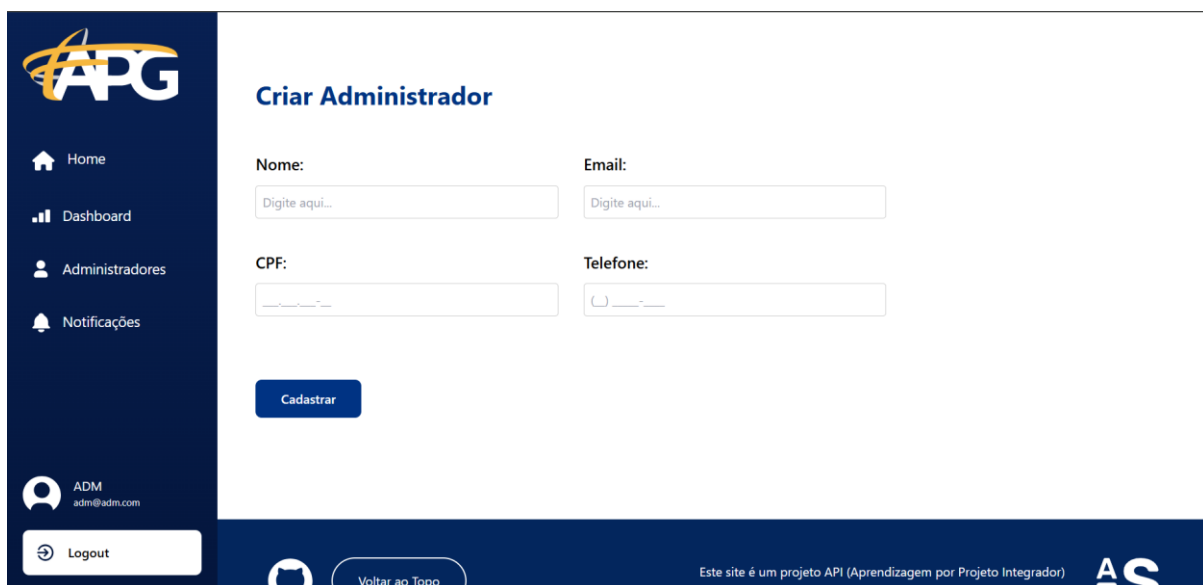 APG
Home
Dashboard
Administradores
Notificações
ADM
adm@adm.com
Logout
Criar Administrador
Nome:
Digite aqui...
Email:
Digite aqui...
CPF:
___.___.___-__
Telefone:
(__) _____-____
Cadastrar
Voltar ao Topo
Este site é um projeto API (Aprendizagem por Projeto Integrador)
AS